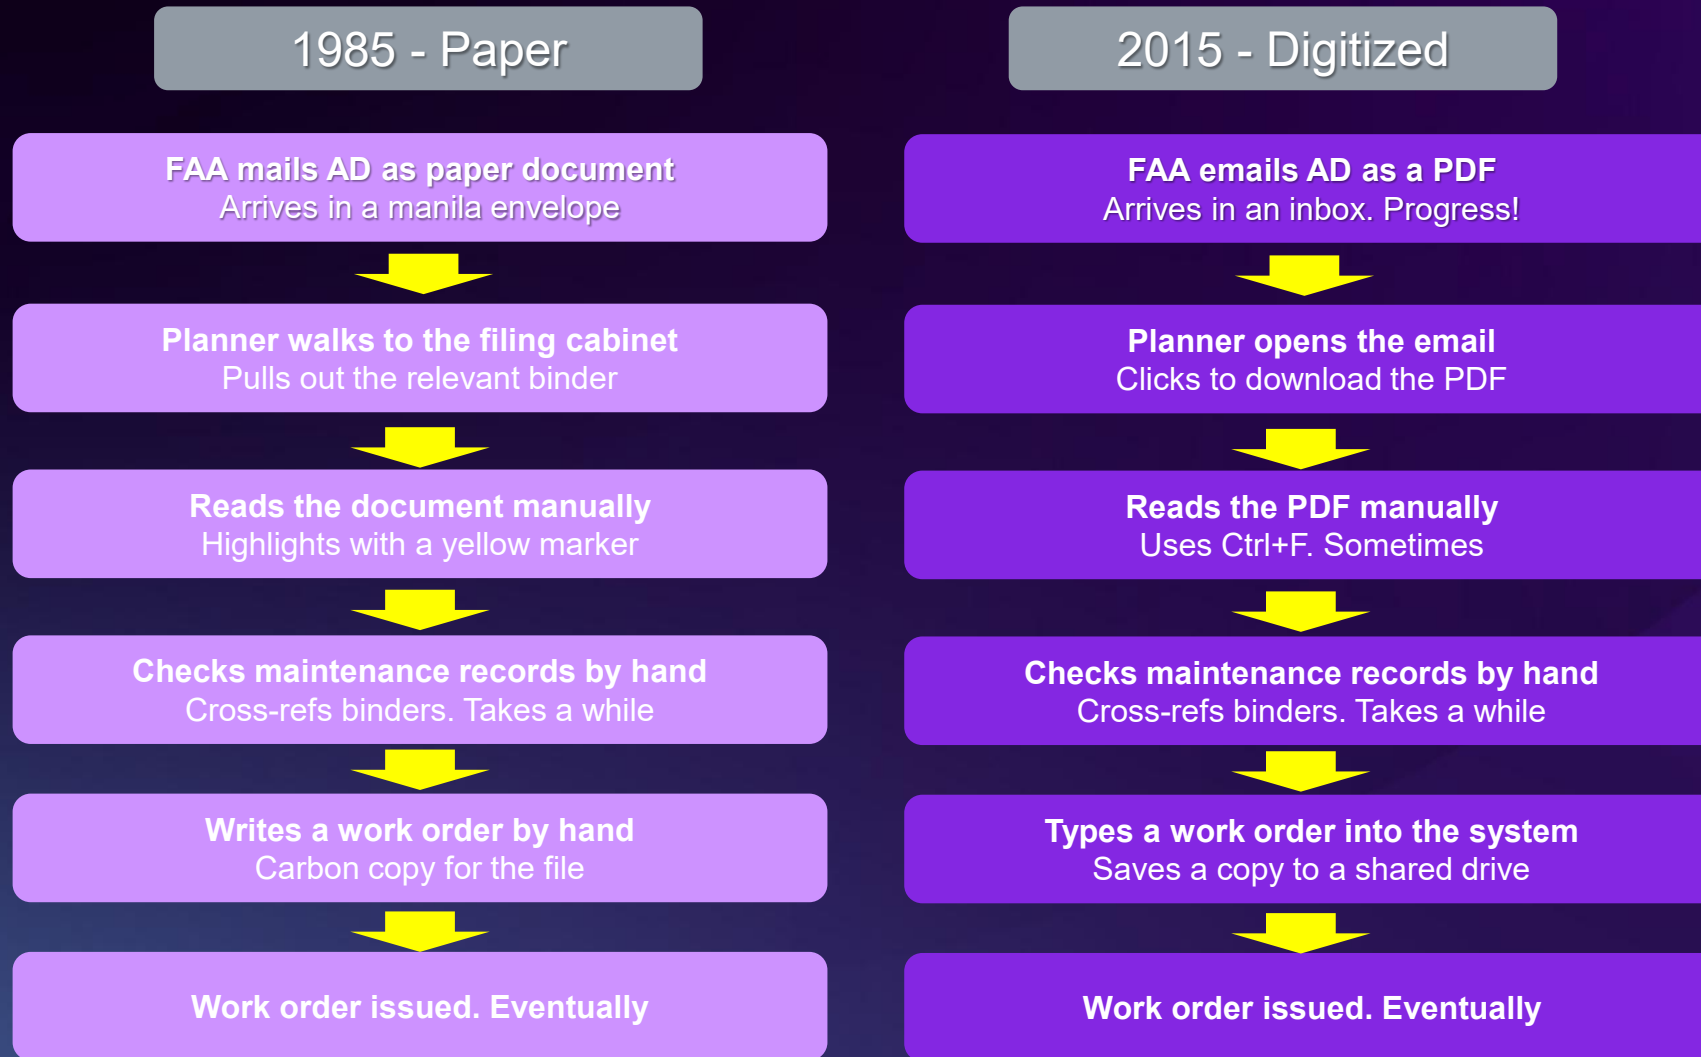 1985 - Paper
FAA mails AD as paper document
Arrives in a manila envelope
Planner walks to the filing cabinet
Pulls out the relevant binder
Reads the document manually
Highlights with a yellow marker
Checks maintenance records by hand
Cross-refs binders. Takes a while
Writes a work order by hand
Carbon copy for the file
Work order issued. Eventually
2015 - Digitized
FAA emails AD as a PDF
Arrives in an inbox. Progress!
Planner opens the email
Clicks to download the PDF
Reads the PDF manually
Uses Ctrl+F. Sometimes
Checks maintenance records by hand
Cross-refs binders. Takes a while
Types a work order into the system
Saves a copy to a shared drive
Work order issued. Eventually